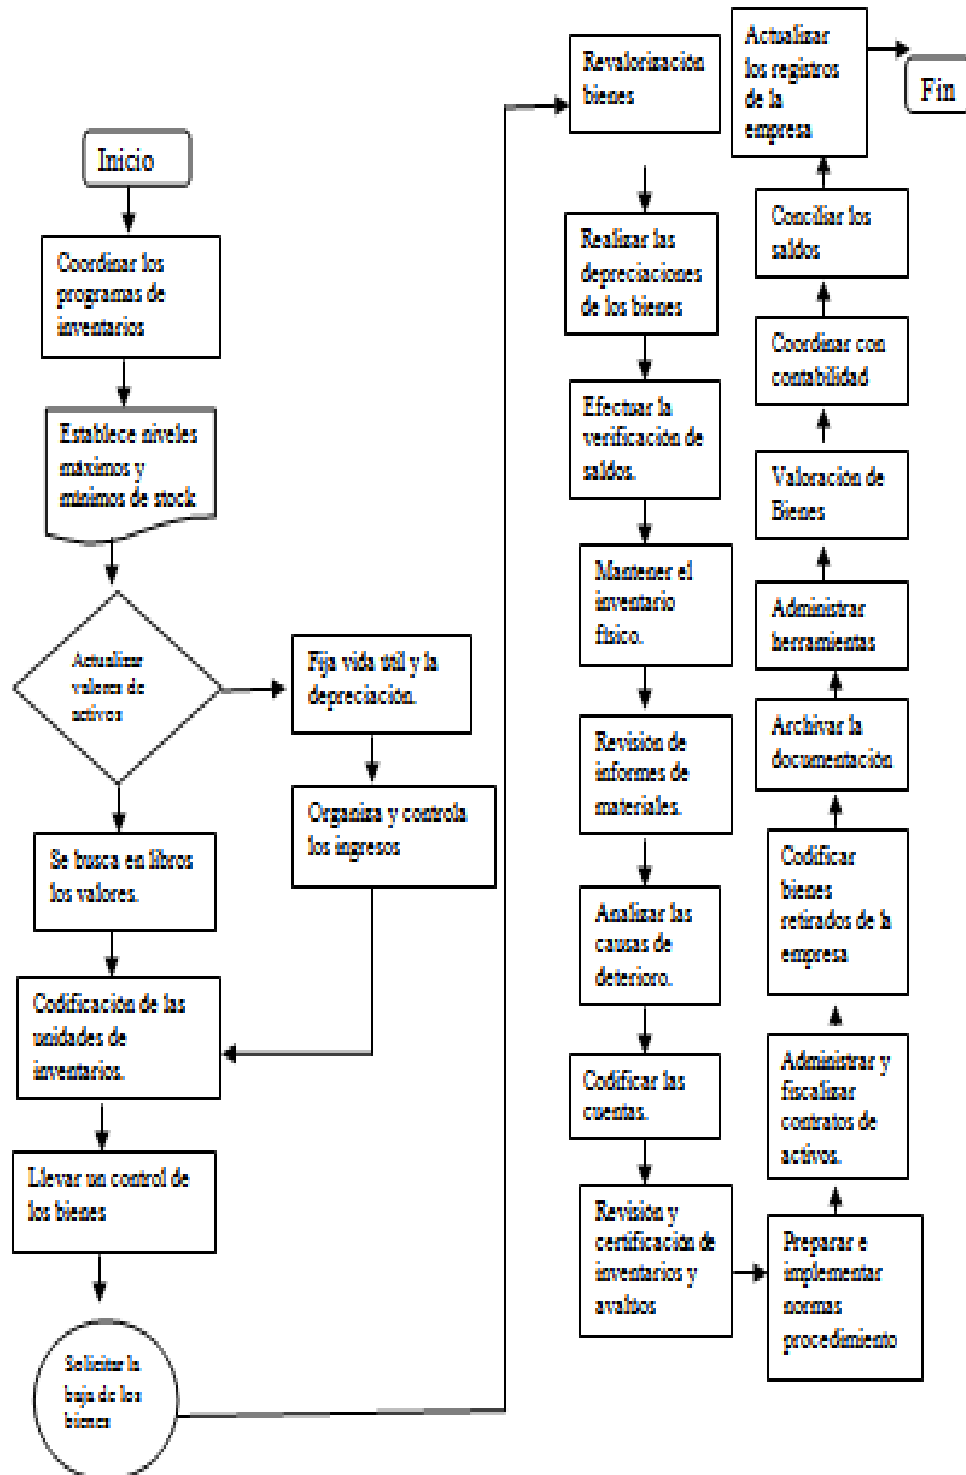 Inicio
Coordinar los
programas de
inventarios
Establece niveles
máximos y
mínimos de stock
Actualizar
valores de
activos
Fija vida útil y la
depreciación.
Organiza y controla
los ingresos
Se busca en libros
los valores.
Codificación de las
unidades de
inventarios.
Llevar un control de
los bienes
Solicitar la
baja de los
bienes
Revalorización
bienes
Realizar las
depreciaciones
de los bienes
Efectuar la
verificación de
saldos.
Mantener el
inventario
físico.
Revisión de
informes de
materiales.
Analizar las
causas de
deterioro.
Codificar las
cuentas.
Revisión y
certificación de
inventarios y
avalúos
Preparar e
implementar
normas
procedimiento
Administrar y
fiscalizar
contratos de
activos.
Codificar
bienes
retirados de la
empresa
Archivar la
documentación
Administrar
herramientas
Valoración de
Bienes
Coordinar con
contabilidad
Conciliar los
saldos
Actualizar
los registros
de la
empresa
Fin